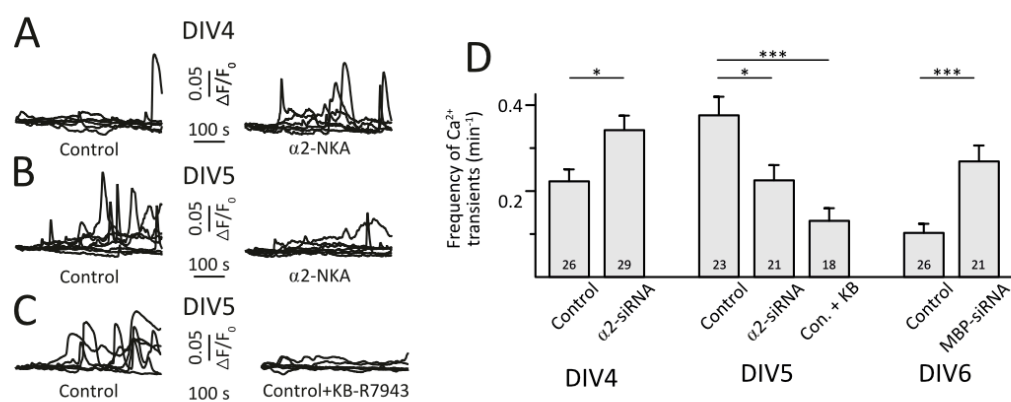 A
DIV4
0.05
ΔF/F₀
100 s
Control
α2-NKA
B
DIV5
0.05
ΔF/F₀
100 s
Control
α2-NKA
C
DIV5
0.05
ΔF/F₀
100 s
Control
Control+KB-R7943
D
Frequency of Ca²⁺
transients (min⁻¹)
0.4
0.2
*
***
*
***
26
29
23
21
18
26
21
Control
α2-siRNA
Control
α2-siRNA
Con. + KB
Control
MBP-siRNA
DIV4
DIV5
DIV6